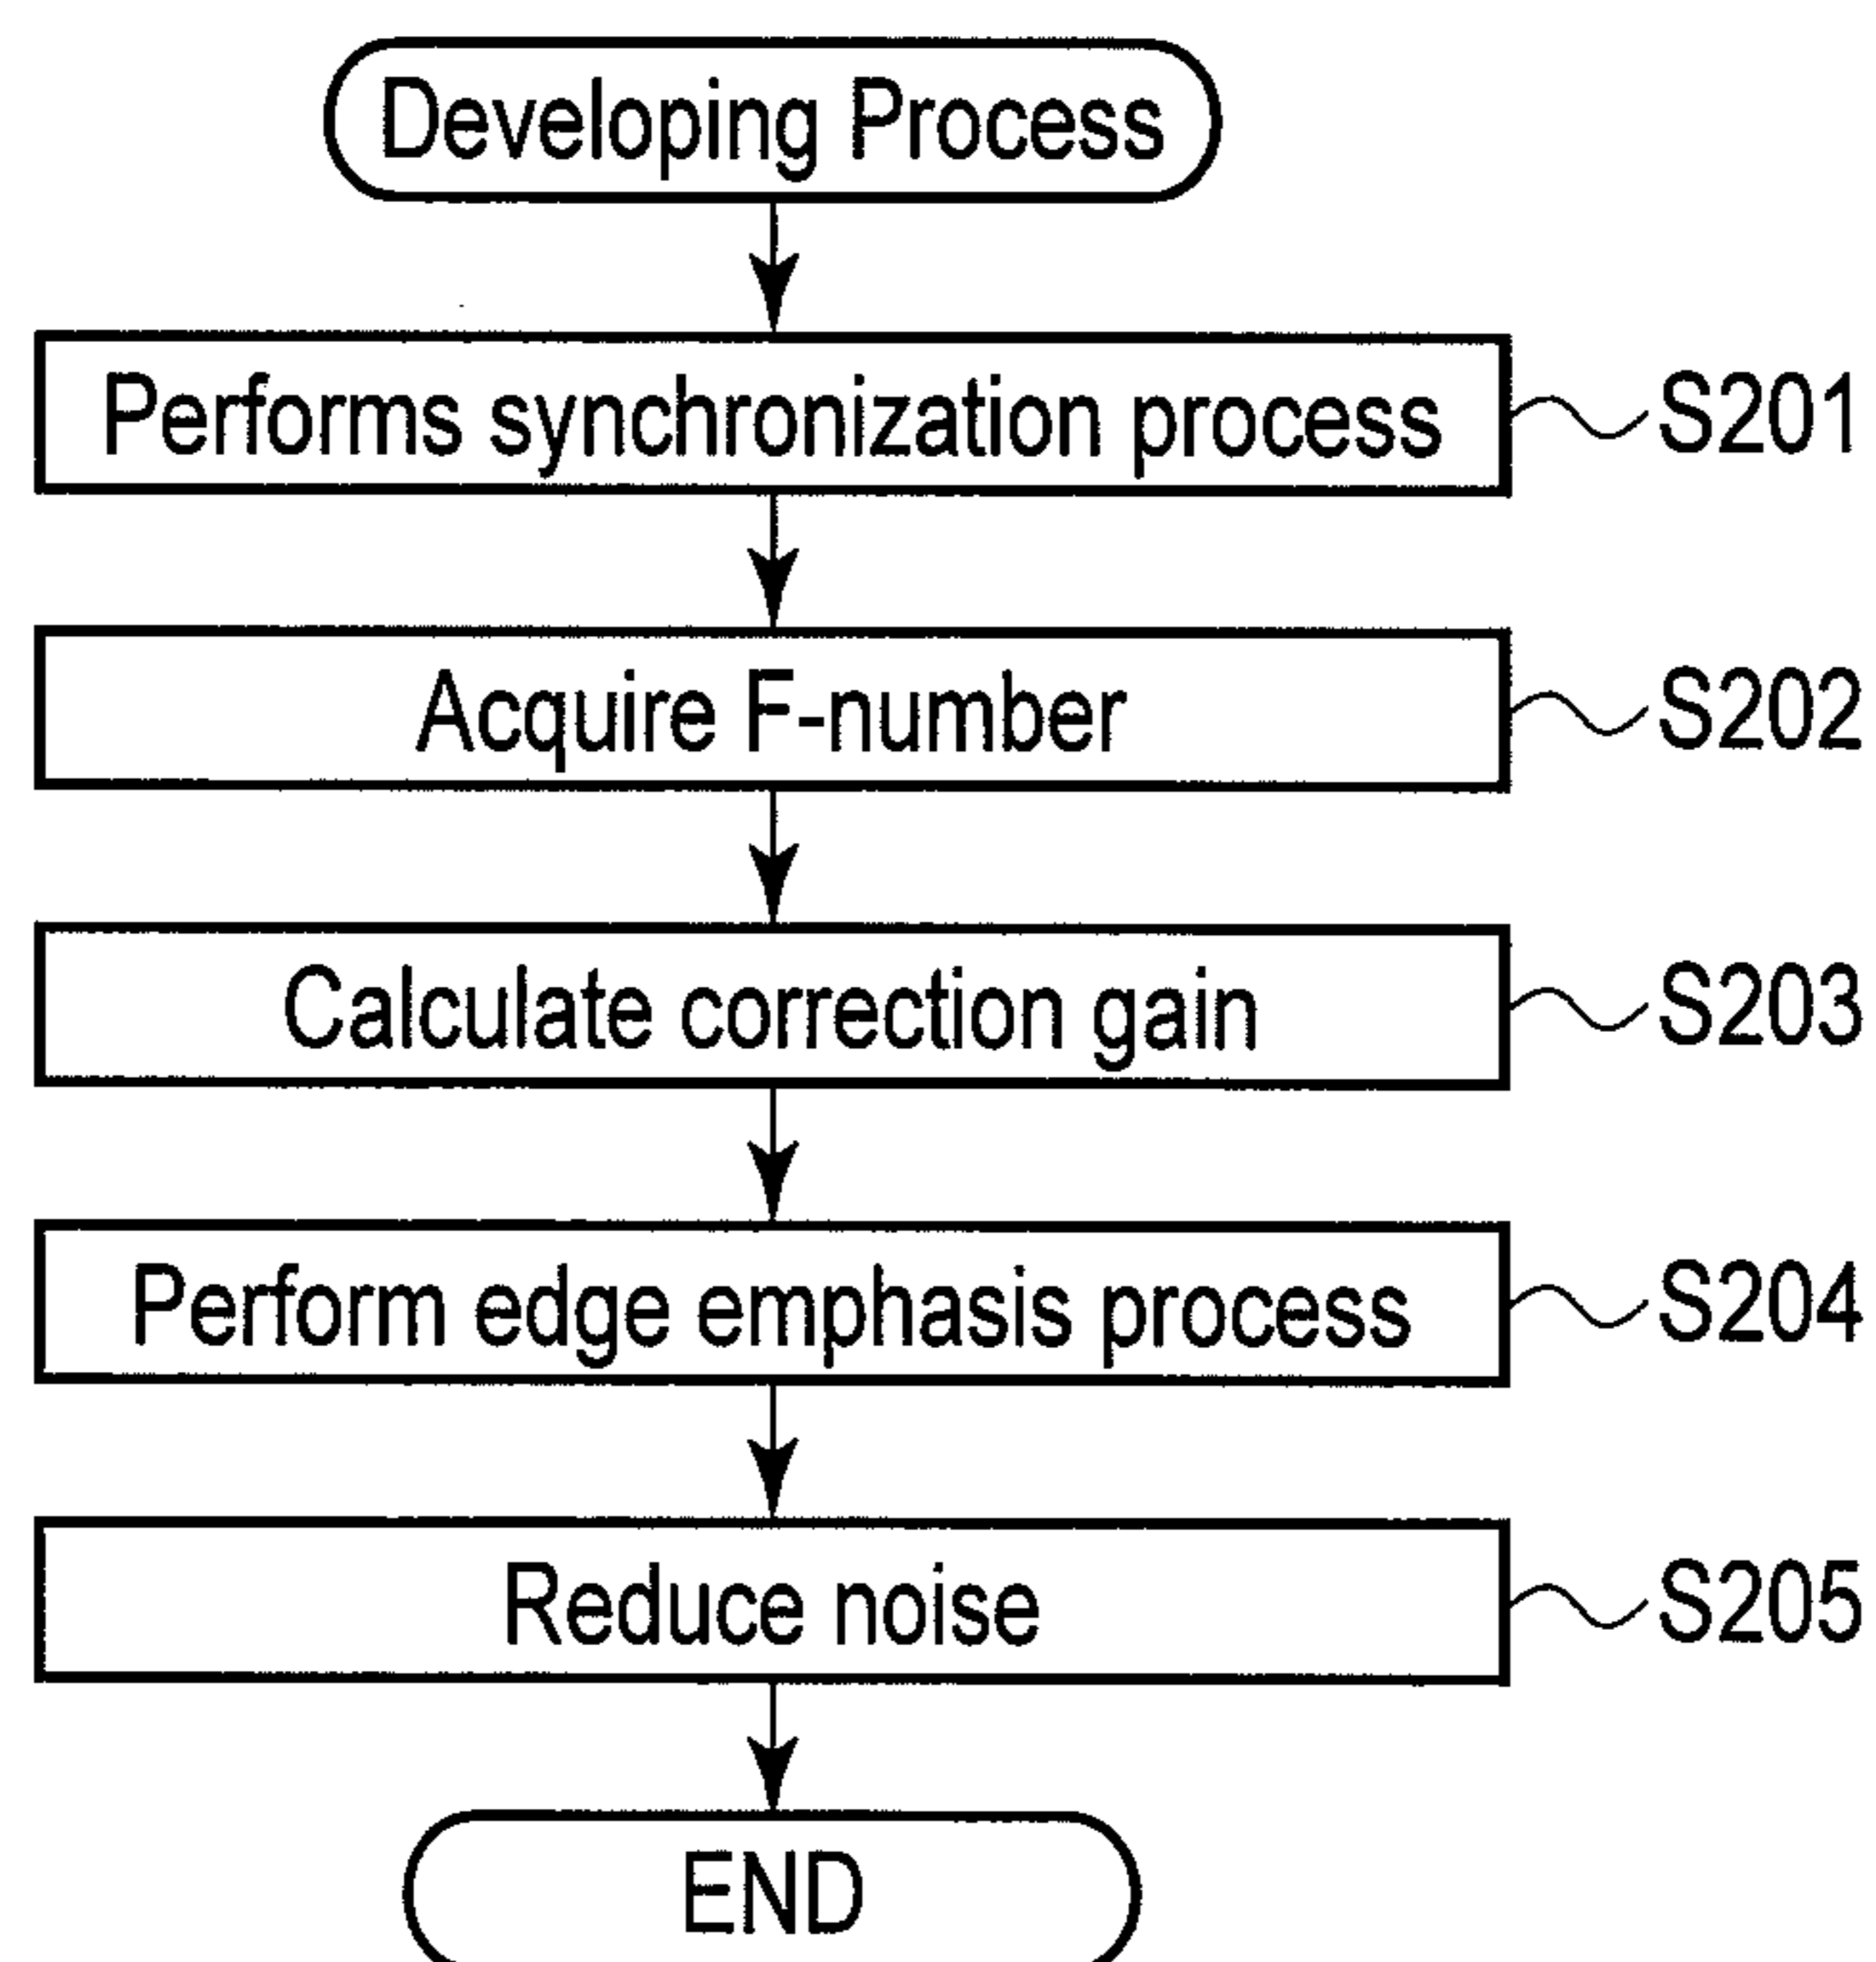 Developing Process
Performs synchronization process
S201
Acquire F-number
S202
Calculate correction gain
S203
Perform edge emphasis process
S204
Reduce noise
S205
END